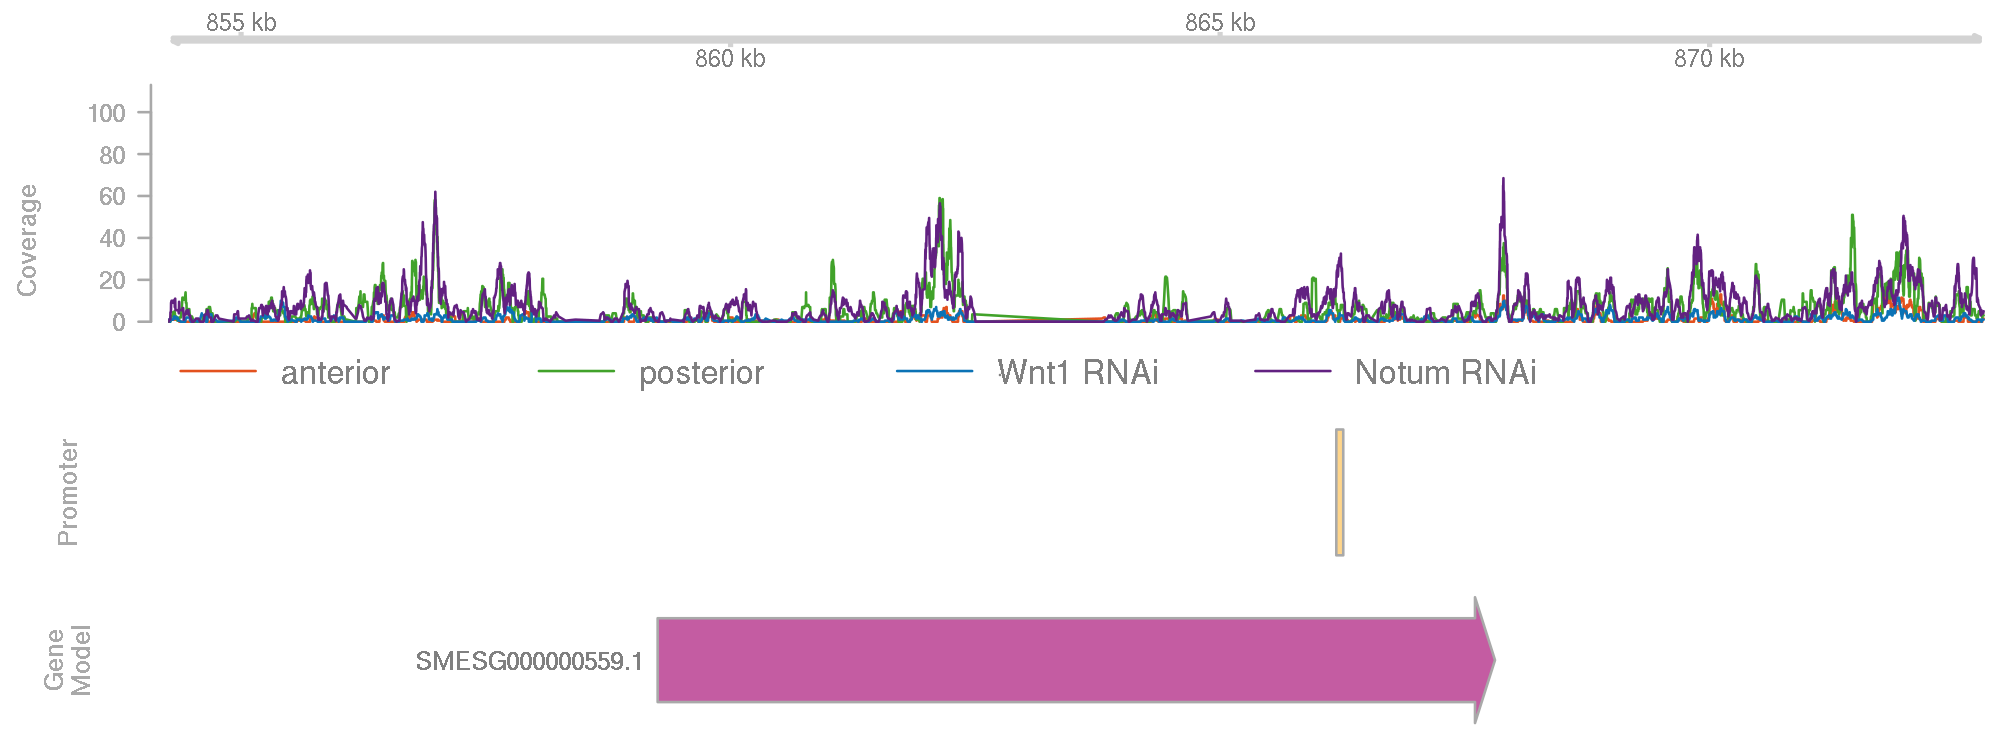 855 kb
865 kb
860 kb
870 kb
Coverage
100
80
60
40
20
0
anterior
posterior
Wnt1 RNAi
Notum RNAi
Promoter
Gene
Model
SMESG000000559.1